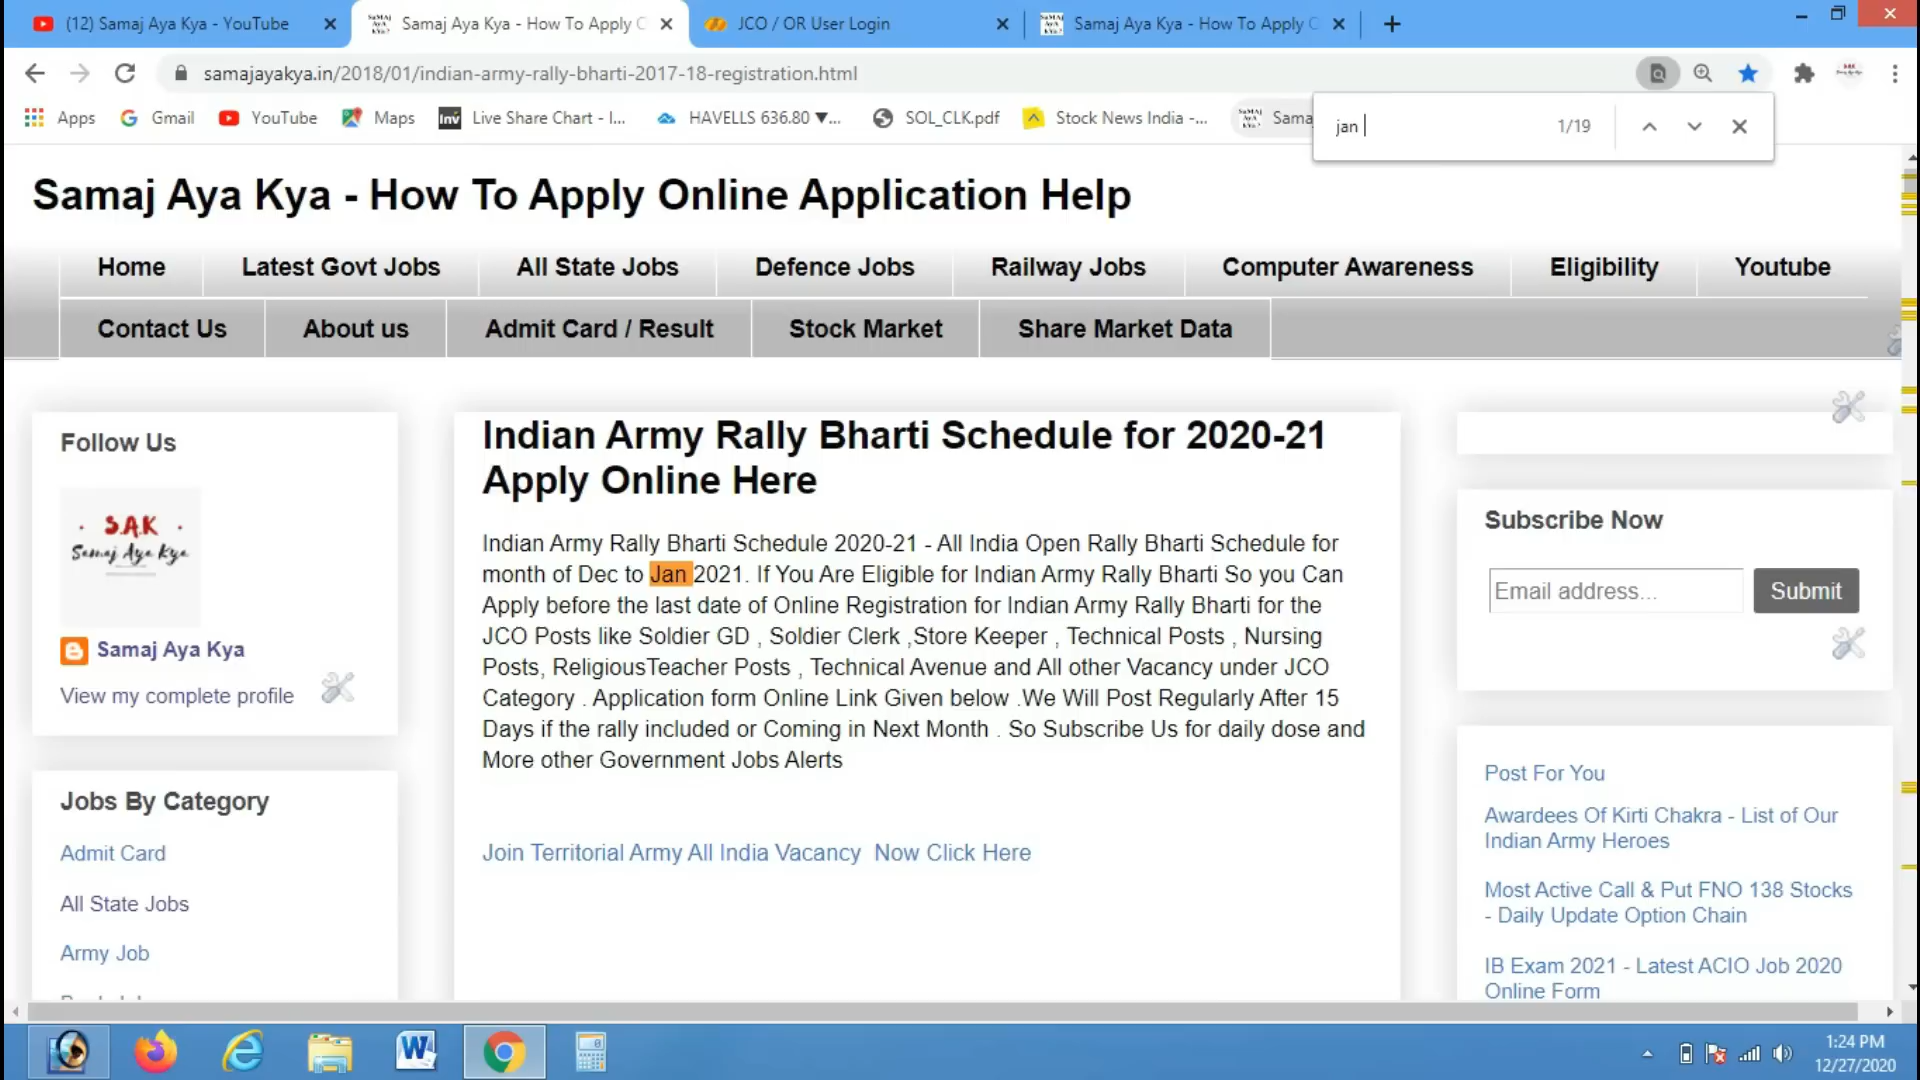 (12) Samaj Aya Kya - YouTube
Samaj Aya Kya - How To Apply O
JCO / OR User Login
Samaj Aya Kya - How To Apply O
samajayakya.in/2018/01/indian-army-rally-bharti-2017-18-registration.html
Apps
Gmail
YouTube
Maps
Inv
Live Share Chart - I...
HAVELLS 636.80 ▼...
SOL_CLK.pdf
Stock News India -...
Sama
jan
1/19
Samaj Aya Kya - How To Apply Online Application Help
Home
Latest Govt Jobs
All State Jobs
Defence Jobs
Railway Jobs
Computer Awareness
Eligibility
Youtube
Contact Us
About us
Admit Card / Result
Stock Market
Share Market Data
Follow Us
S.A.K
Samaj Aya Kya
Samaj Aya Kya
View my complete profile
Jobs By Category
Admit Card
All State Jobs
Army Job
Indian Army Rally Bharti Schedule for 2020-21
Apply Online Here
Indian Army Rally Bharti Schedule 2020-21 - All India Open Rally Bharti Schedule for
month of Dec to Jan 2021. If You Are Eligible for Indian Army Rally Bharti So you Can
Apply before the last date of Online Registration for Indian Army Rally Bharti for the
JCO Posts like Soldier GD , Soldier Clerk ,Store Keeper , Technical Posts , Nursing
Posts, ReligiousTeacher Posts , Technical Avenue and All other Vacancy under JCO
Category . Application form Online Link Given below .We Will Post Regularly After 15
Days if the rally included or Coming in Next Month . So Subscribe Us for daily dose and
More other Government Jobs Alerts
Join Territorial Army All India Vacancy  Now Click Here
Subscribe Now
Email address...
Submit
Post For You
Awardees Of Kirti Chakra - List of Our
Indian Army Heroes
Most Active Call & Put FNO 138 Stocks
- Daily Update Option Chain
IB Exam 2021 - Latest ACIO Job 2020
Online Form
1:24 PM
12/27/2020